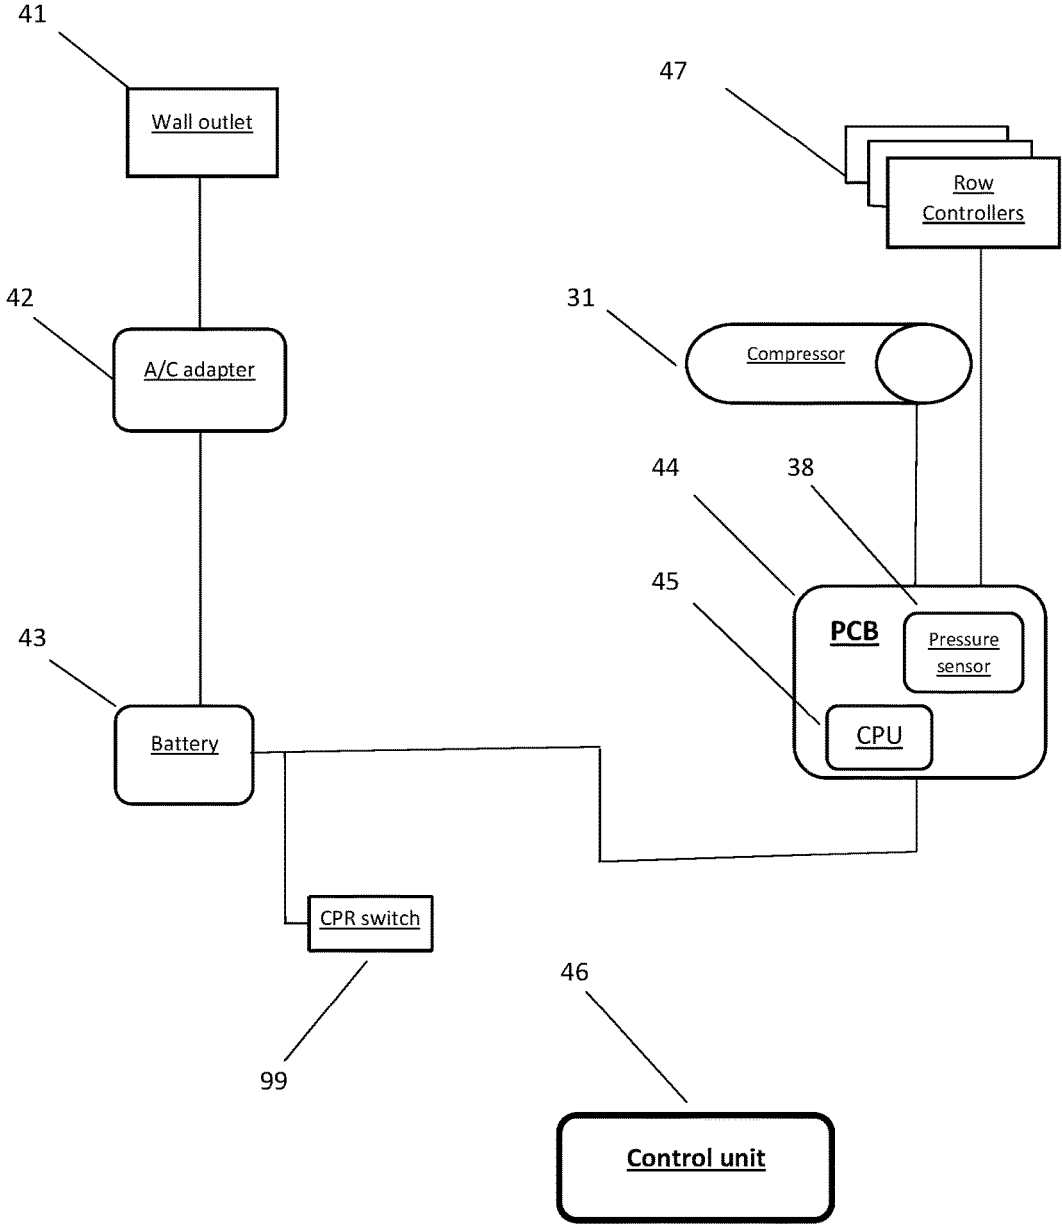 41
Wall outlet
47
Row
Controllers
42
A/C adapter
31
Compressor
44
38
45
PCB
Pressure
sensor
CPU
43
Battery
CPR switch
99
46
Control unit